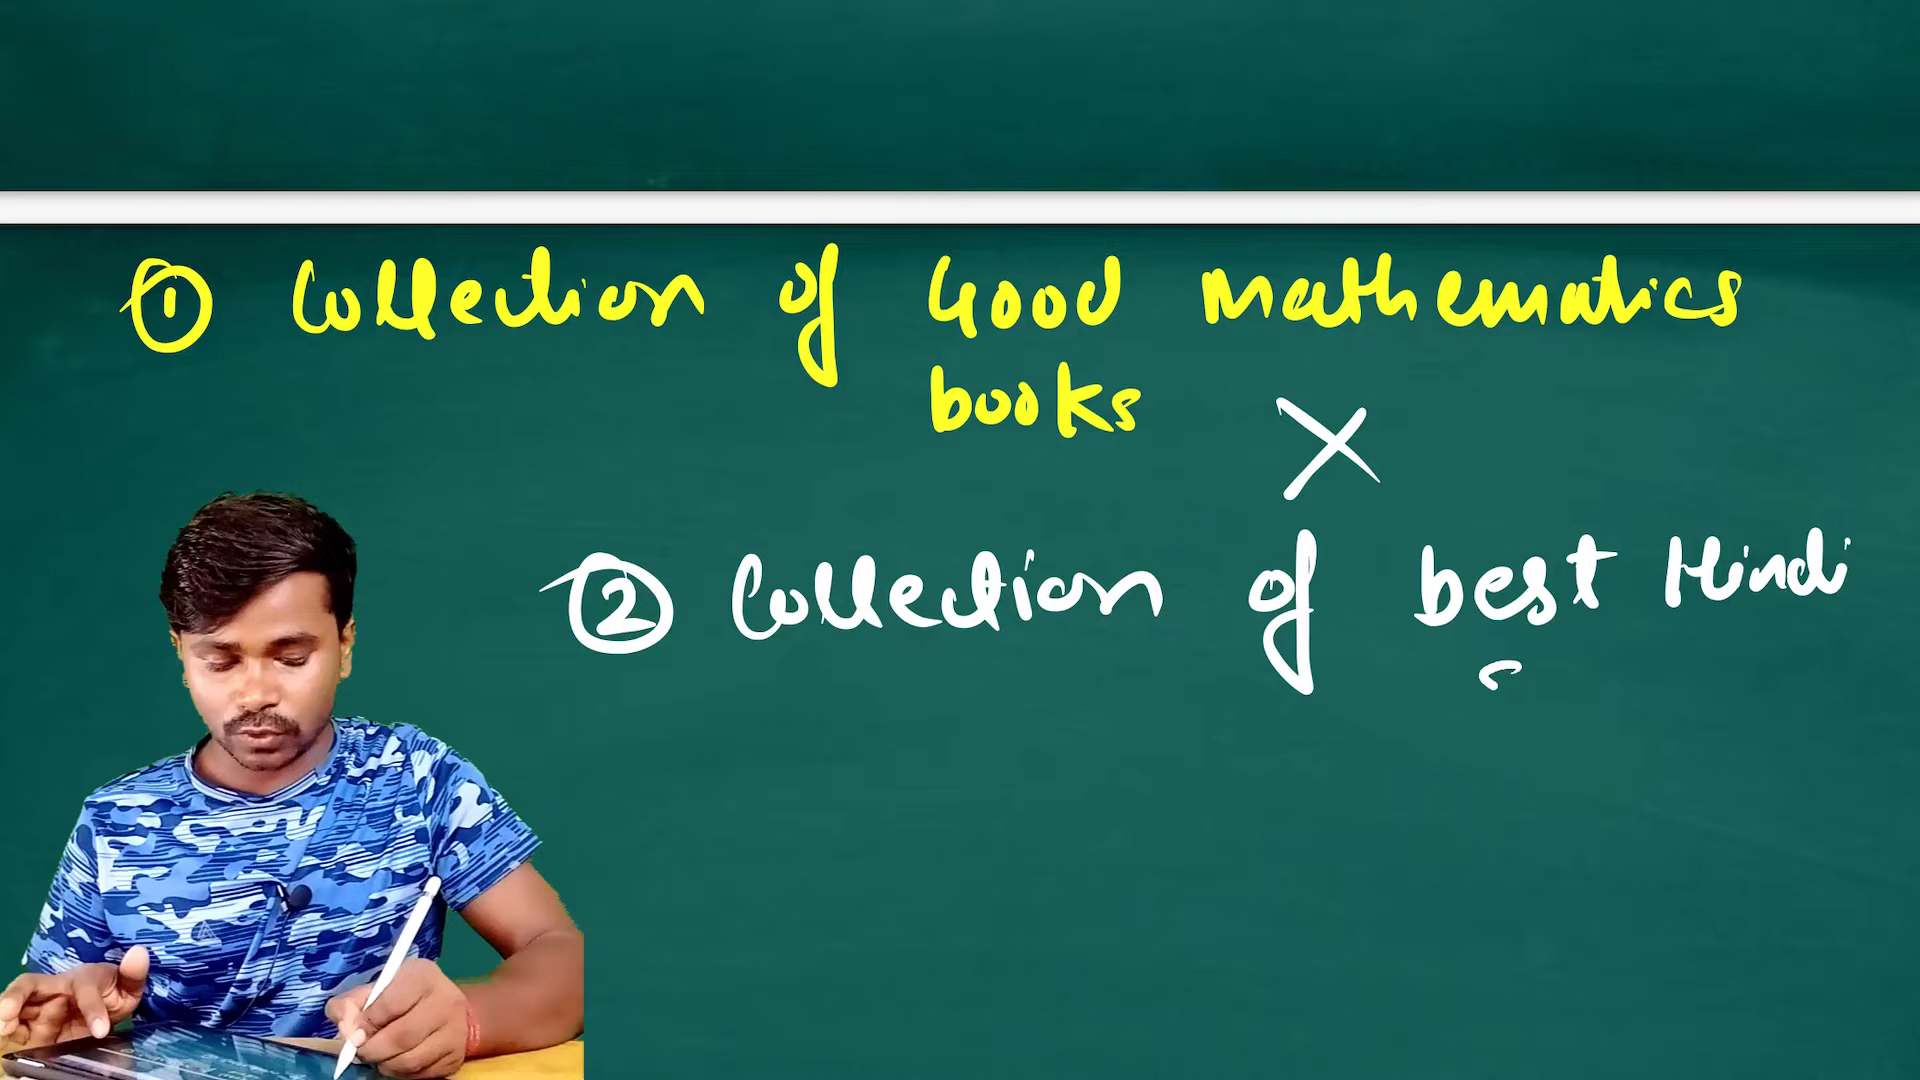 ① Collection of Good Mathematics
books ×
② Collection of best Hindi